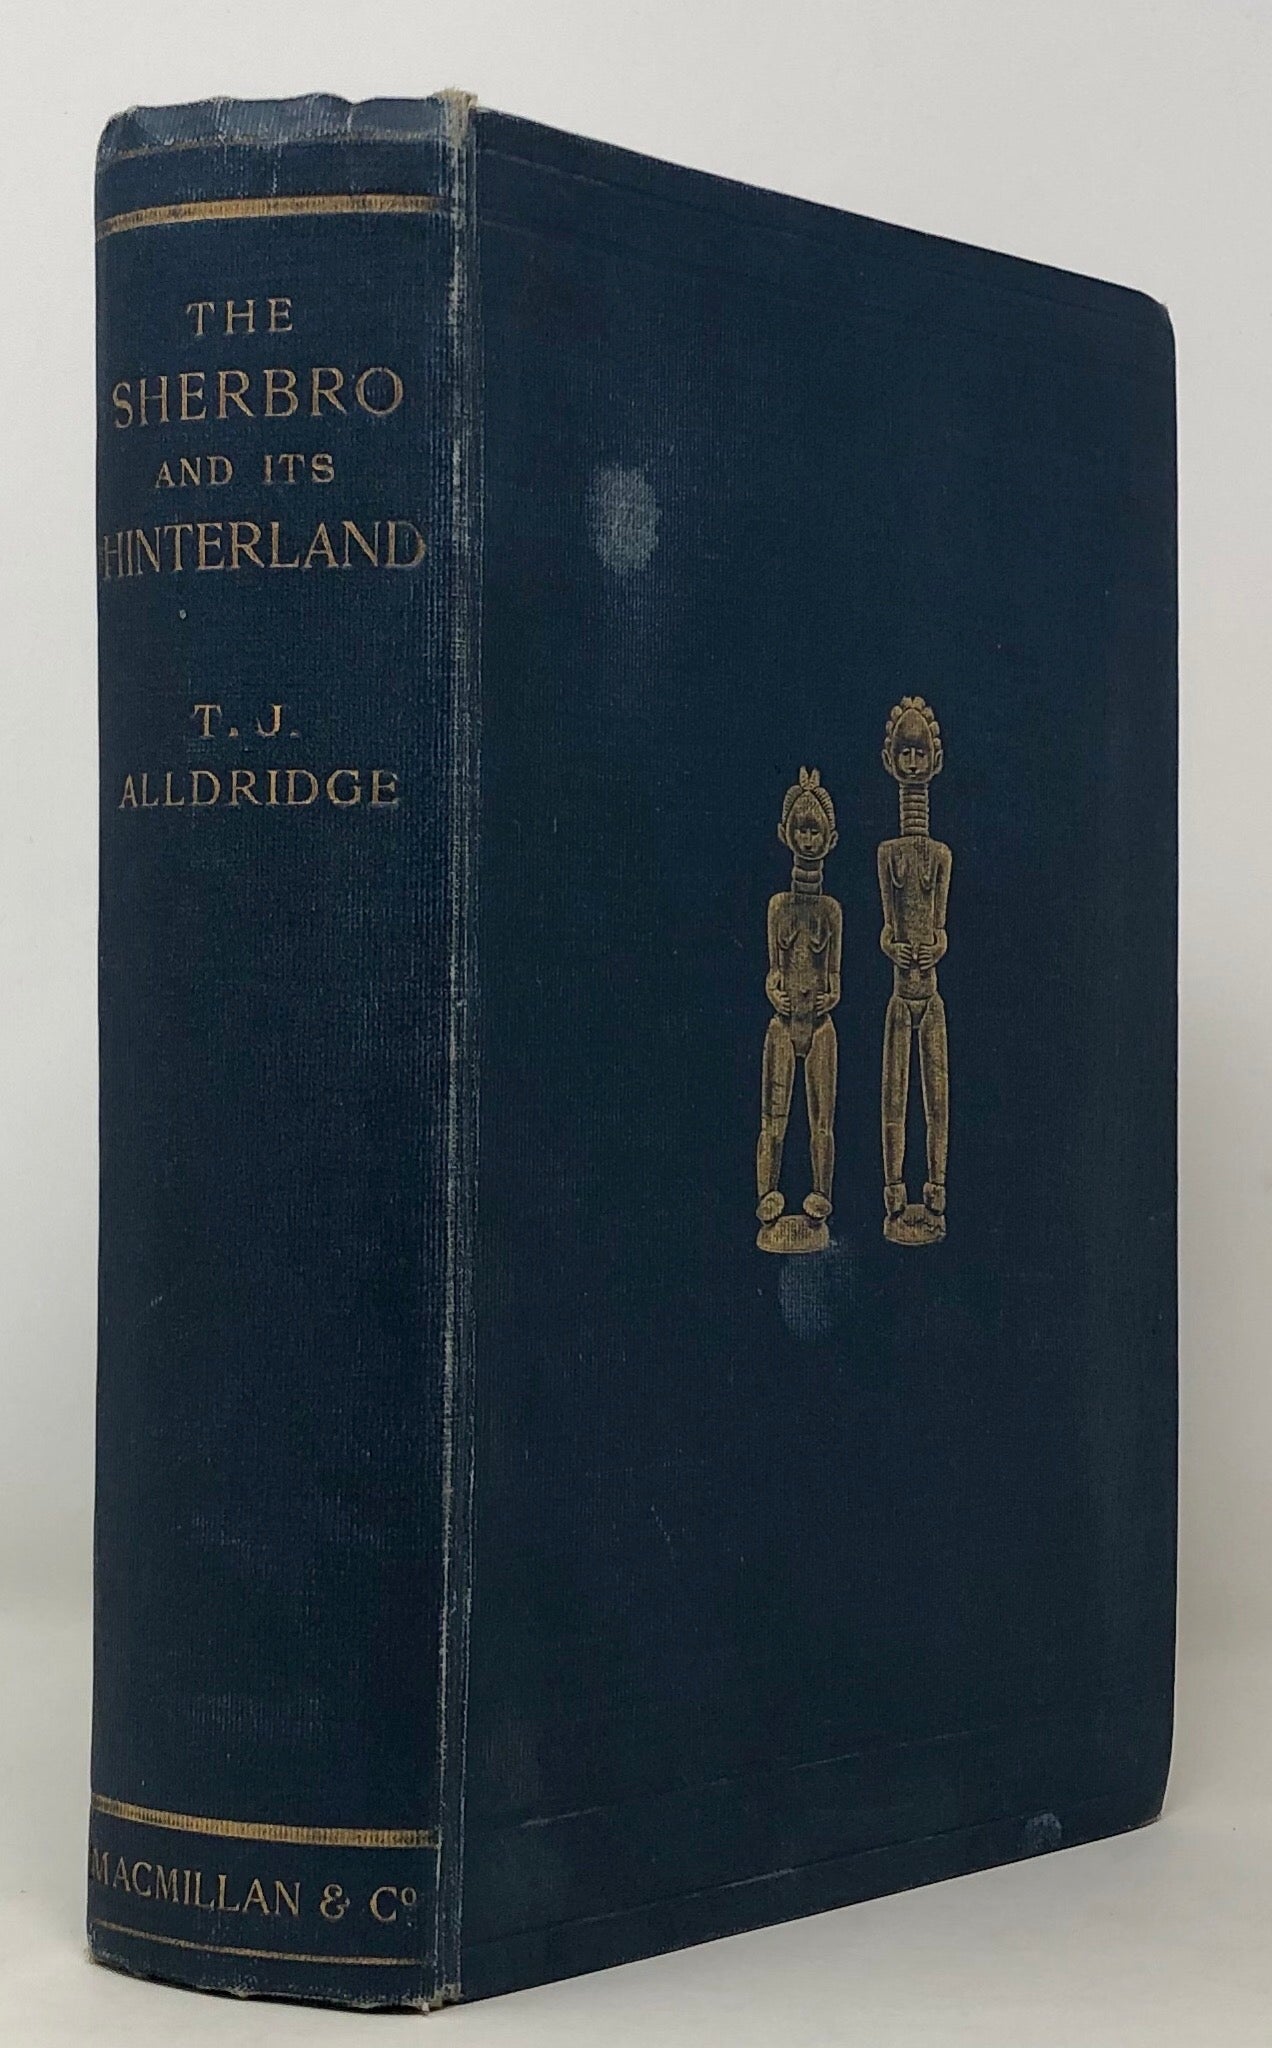 THE
SHERBRO
AND ITS
HINTERLAND
T. J.
ALLDRIDGE
MACMILLAN & Cº